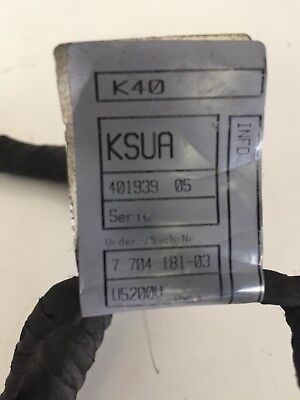 K40
INFO
KSUA
401939 05
Serie
Order-/Sach-Nr
7 704 181-03
U5200U